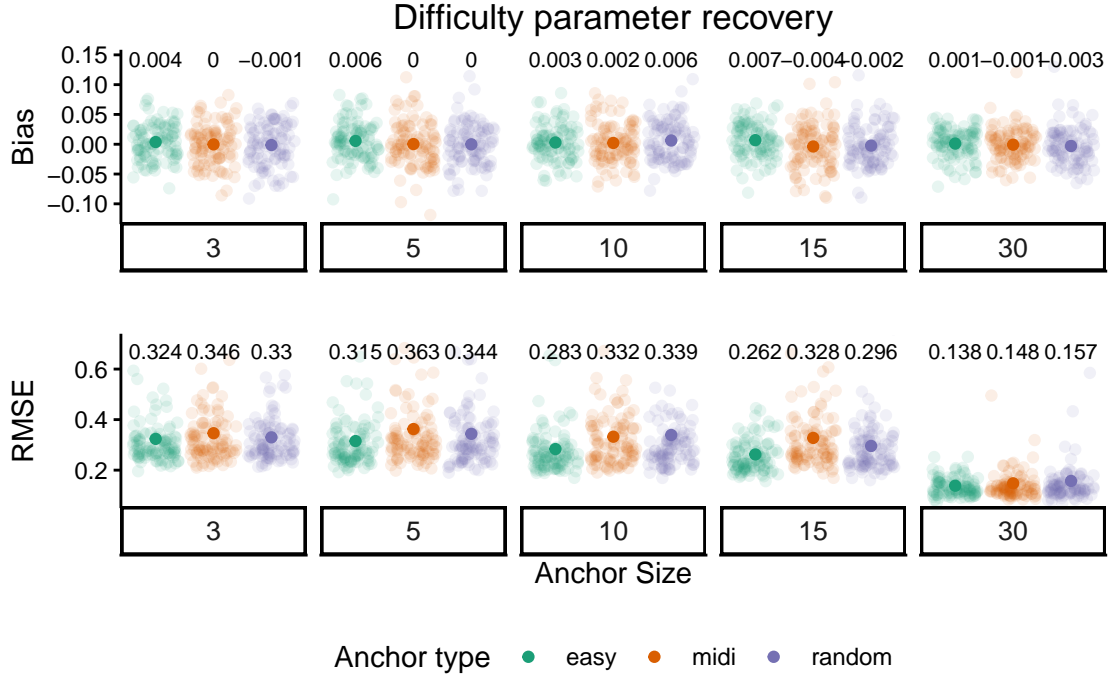 Difficulty parameter recovery
Bias
0.15
0.10
0.05
0.00
−0.05
−0.10
0.004 0 −0.001
0.006 0 0
0.003 0.002 0.006
0.007 −0.004 −0.002
0.001 −0.001 −0.003
3 5 10 15 30
RMSE
0.6
0.4
0.2
0.324 0.346 0.33
0.315 0.363 0.344
0.283 0.332 0.339
0.262 0.328 0.296
0.138 0.148 0.157
3 5 10 15 30
Anchor Size
Anchor type easy midi random